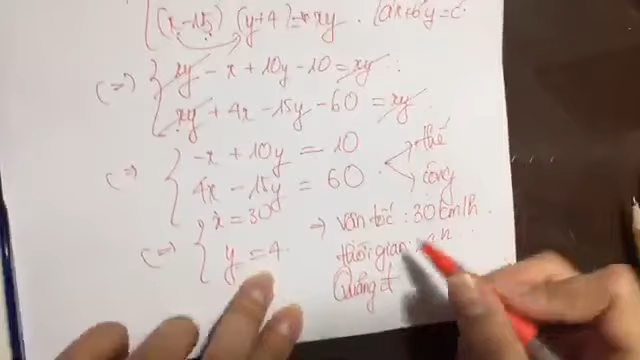 (x-15)(y+4)=xy. ax+b'y=c'
<=> xy - x + 10y - 10 = xy
xy + 4x - 15y - 60 = xy
<=> -x + 10y = 10 thế
4x - 15y = 60 cộng
<=> x = 30 → vận tốc: 30 km/h.
y = 4 thời gian: h
Quãng đ